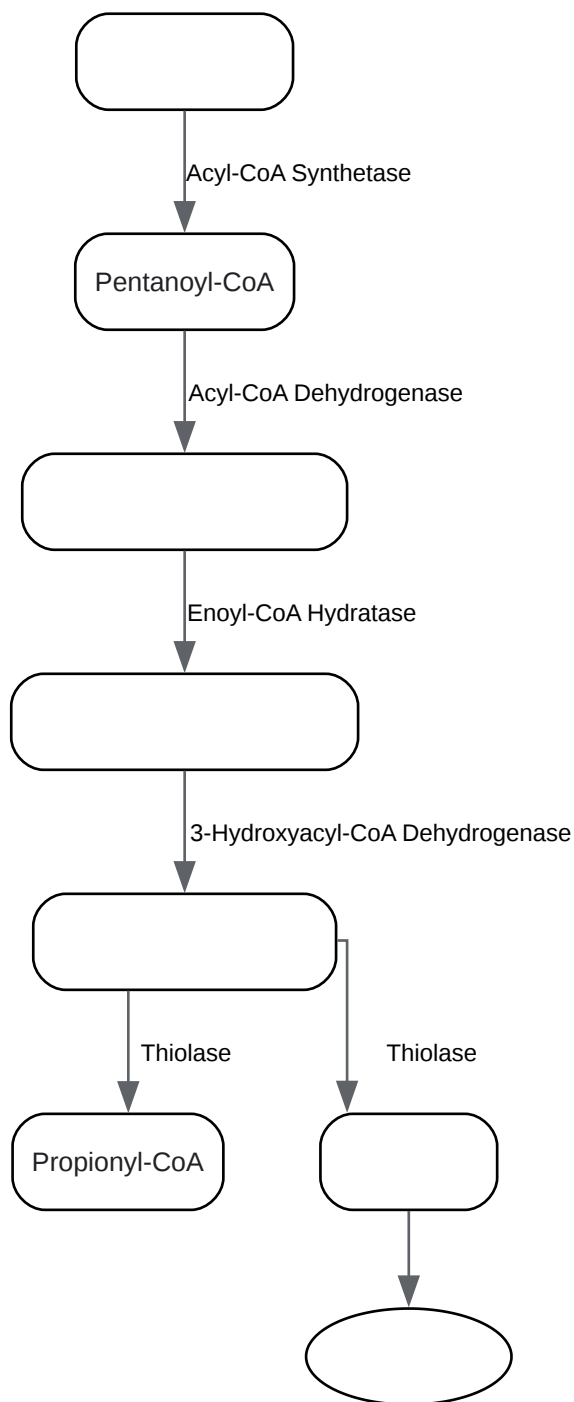 Acyl-CoA Synthetase
Pentanoyl-CoA
Acyl-CoA Dehydrogenase
Enoyl-CoA Hydratase
3-Hydroxyacyl-CoA Dehydrogenase
Thiolase
Thiolase
Propionyl-CoA